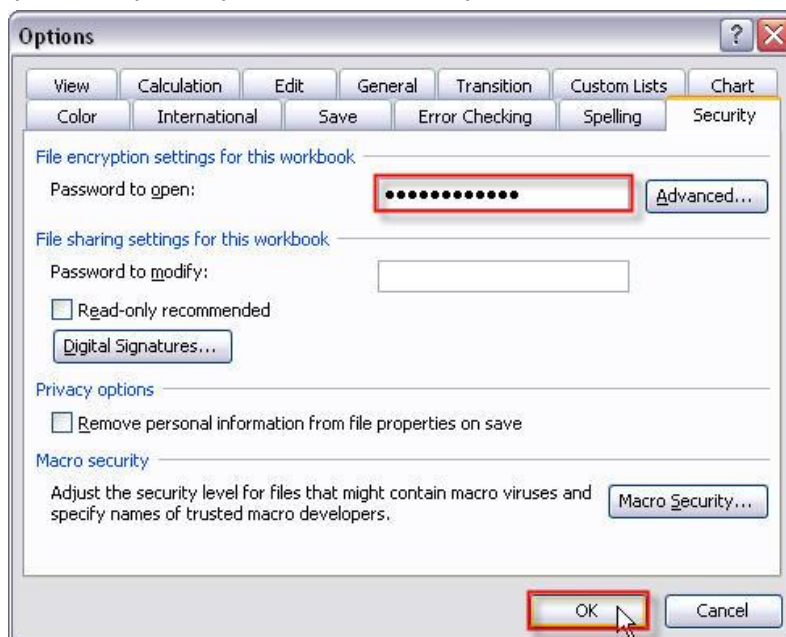 Options
View Calculation Edit General Transition Custom Lists Chart
Color International Save Error Checking Spelling Security
File encryption settings for this workbook
Password to open: •••••••••••• Advanced...
File sharing settings for this workbook
Password to modify:
Read-only recommended
Digital Signatures...
Privacy options
Remove personal information from file properties on save
Macro security
Adjust the security level for files that might contain macro viruses and
specify names of trusted macro developers.
Macro Security...
OK Cancel